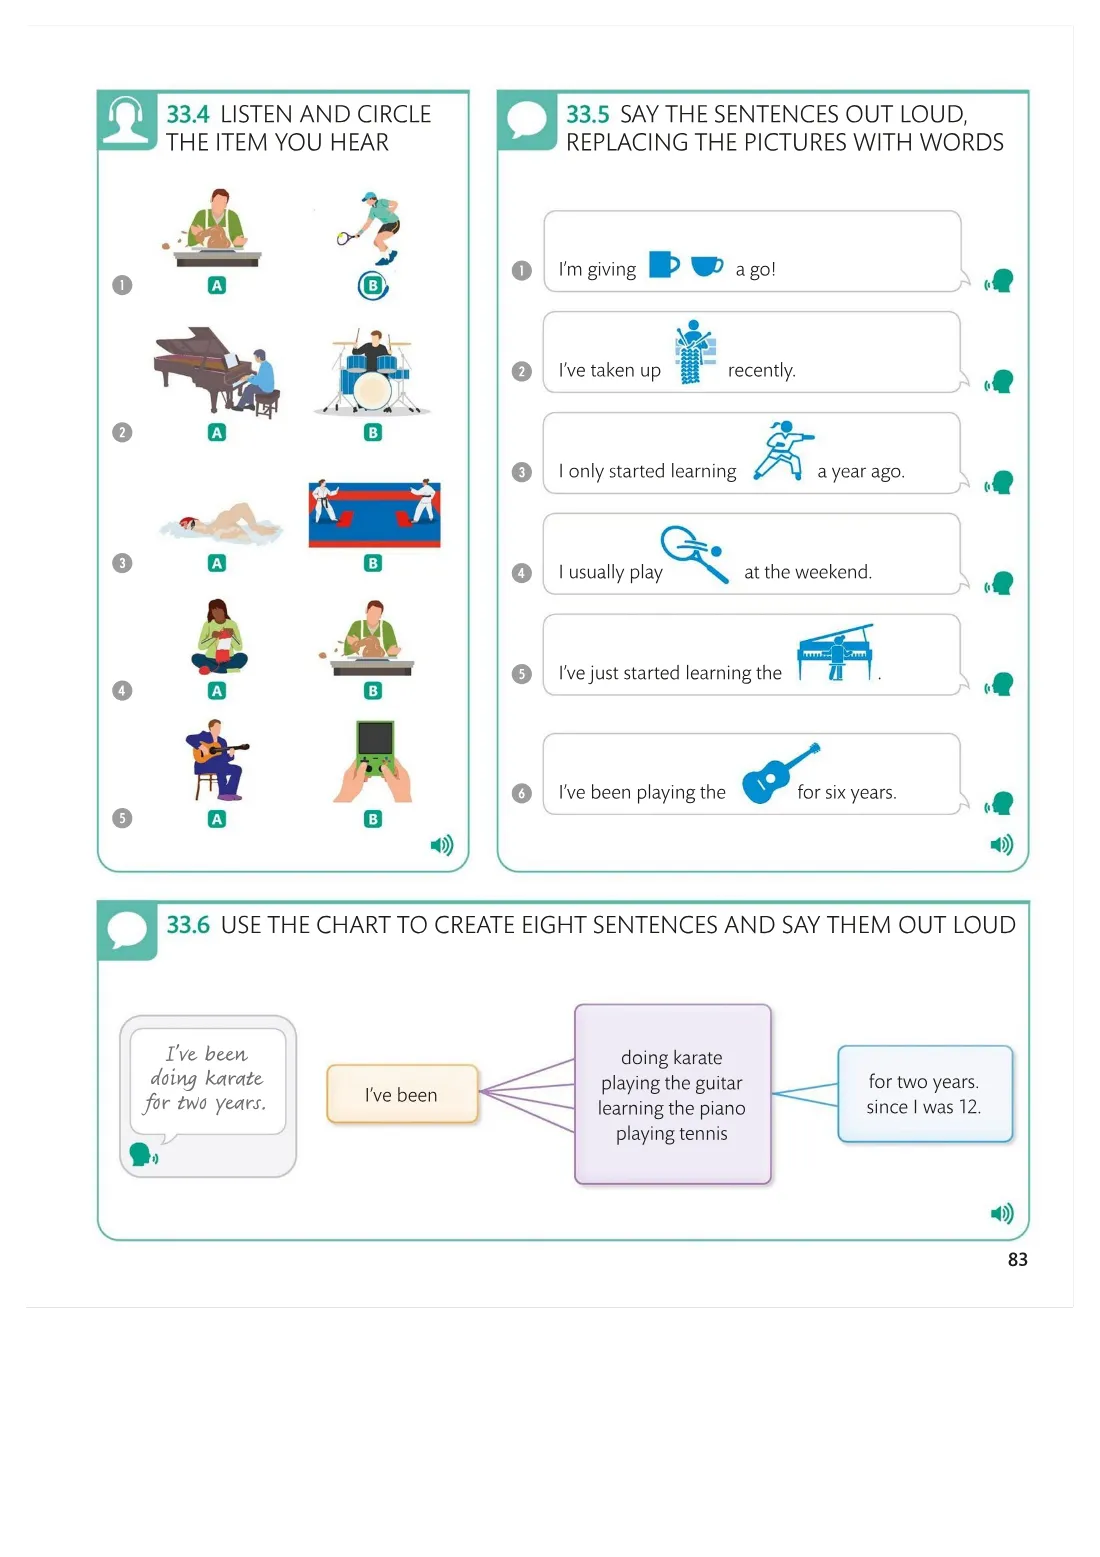 33.4 LISTEN AND CIRCLE
THE ITEM YOU HEAR
1
A
B
2
A
B
3
A
B
4
A
B
5
A
B
33.5 SAY THE SENTENCES OUT LOUD,
REPLACING THE PICTURES WITH WORDS
1
I'm giving a go!
2
I've taken up recently.
3
I only started learning a year ago.
4
I usually play at the weekend.
5
I've just started learning the .
6
I've been playing the for six years.
33.6 USE THE CHART TO CREATE EIGHT SENTENCES AND SAY THEM OUT LOUD
I've been
doing karate
for two years.
I've been
doing karate
playing the guitar
learning the piano
playing tennis
for two years.
since I was 12.
83